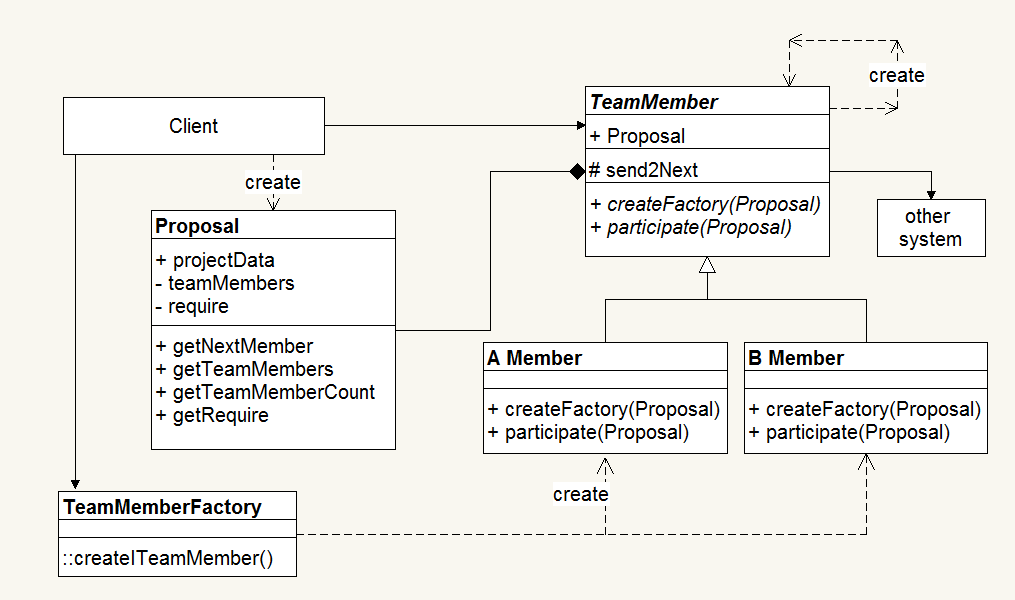 create
TeamMember
Client
+ Proposal
# send2Next
create
+ createFactory(Proposal)
+ participate(Proposal)
other
system
Proposal
+ projectData
- teamMembers
- require
+ getNextMember
+ getTeamMembers
+ getTeamMemberCount
+ getRequire
A Member
+ createFactory(Proposal)
+ participate(Proposal)
B Member
+ createFactory(Proposal)
+ participate(Proposal)
create
TeamMemberFactory
::createITeamMember()